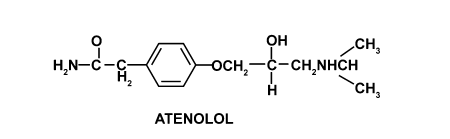 O OH CH₃
H₂N–C–C OCH₂–C–CH₂NHCH
H₂ H CH₃
ATENOLOL